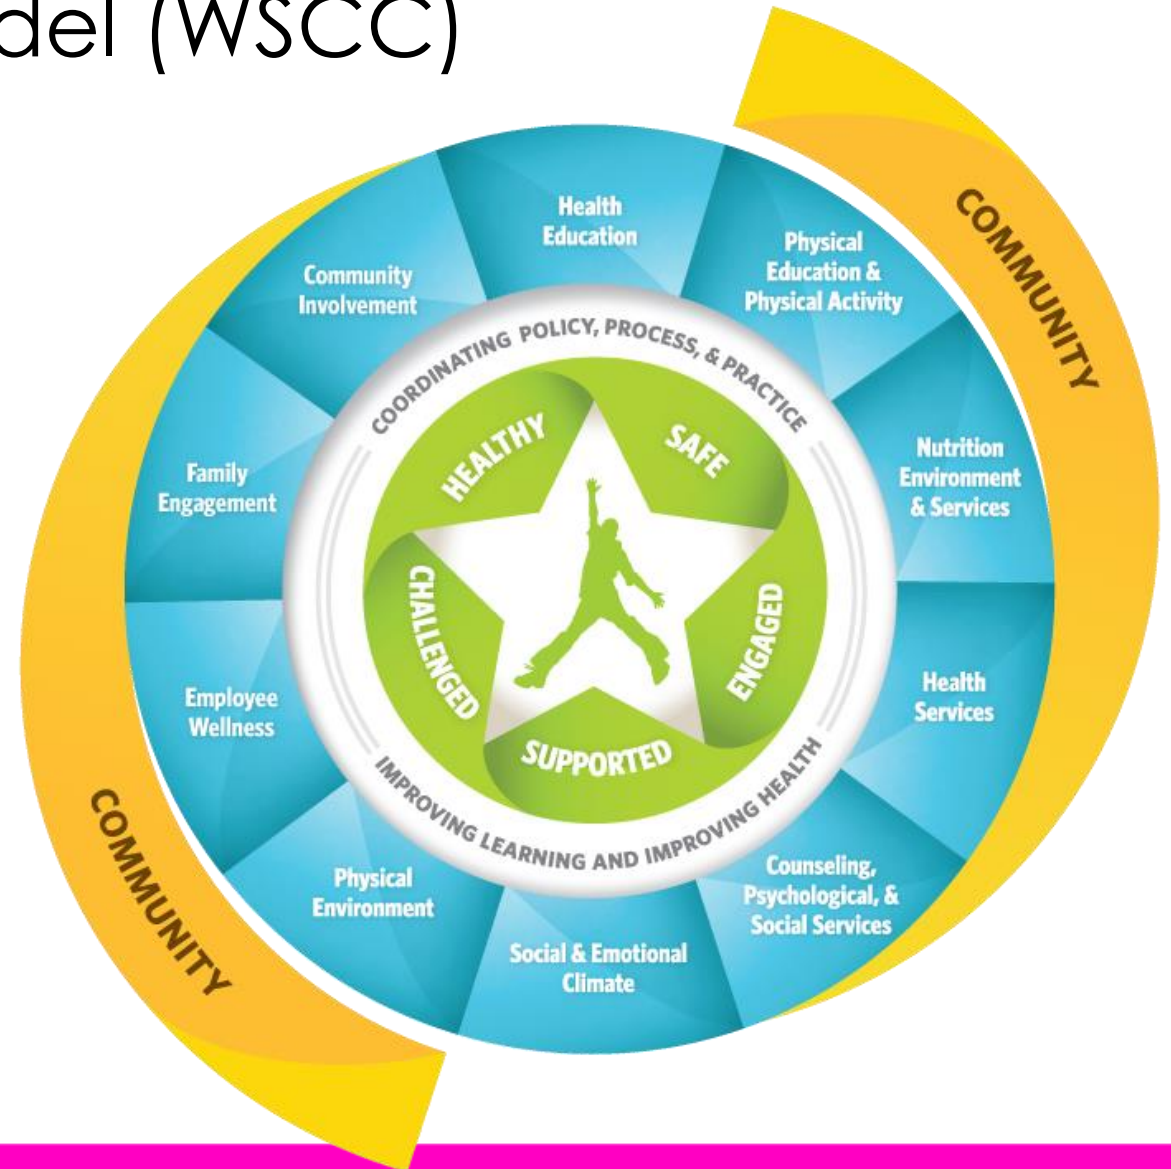 del (WSCC)
COMMUNITY
Health
Education
Physical
Education &
Physical Activity
Nutrition
Environment
& Services
Health
Services
Counseling,
Psychological, &
Social Services
Social & Emotional
Climate
Physical
Environment
Employee
Wellness
Family
Engagement
Community
Involvement
COORDINATING POLICY, PROCESS, & PRACTICE
IMPROVING LEARNING AND IMPROVING HEALTH
HEALTHY
SAFE
ENGAGED
SUPPORTED
CHALLENGED
COMMUNITY